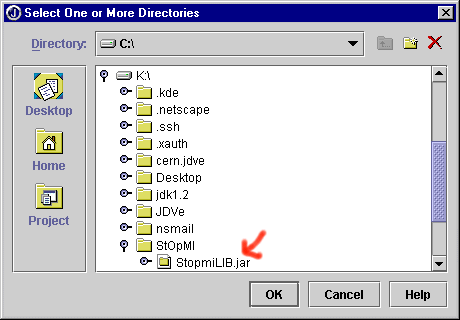 Select One or More Directories
Directory: C:\
K:\
.kde
.netscape
.ssh
.xauth
cern.jdve
Desktop
jdk1.2
JDVe
nsmail
StOpMI
StopmiLIB.jar
Desktop
Home
Project
OK Cancel Help